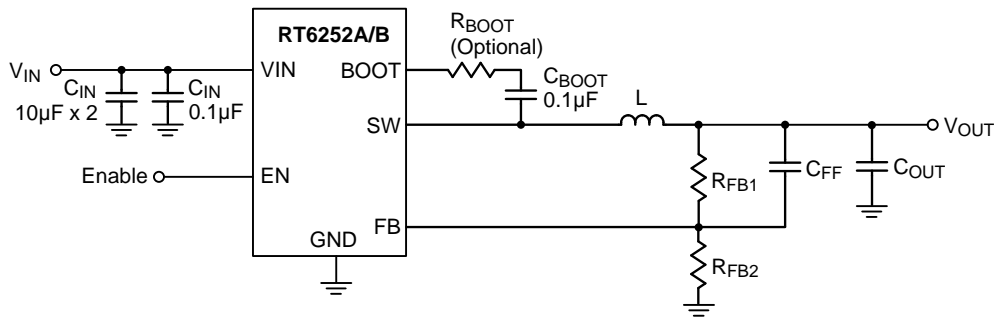 RT6252A/B
RBOOT
(Optional)
VIN
VIN
BOOT
CBOOT
0.1µF
CIN
10µF x 2
CIN
0.1µF
SW
L
VOUT
Enable
EN
RFB1
CFF
COUT
FB
GND
RFB2